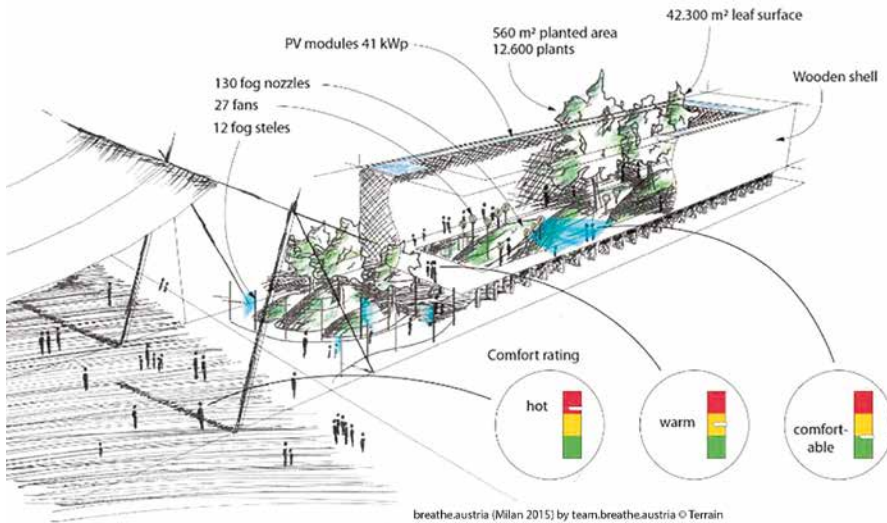 42.300 m² leaf surface
560 m² planted area
12.600 plants
PV modules 41 kWp
Wooden shell
130 fog nozzles
27 fans
12 fog steles
Comfort rating
hot
warm
comfort-
able
breathe.austria (Milan 2015) by team.breathe.austria © Terrain